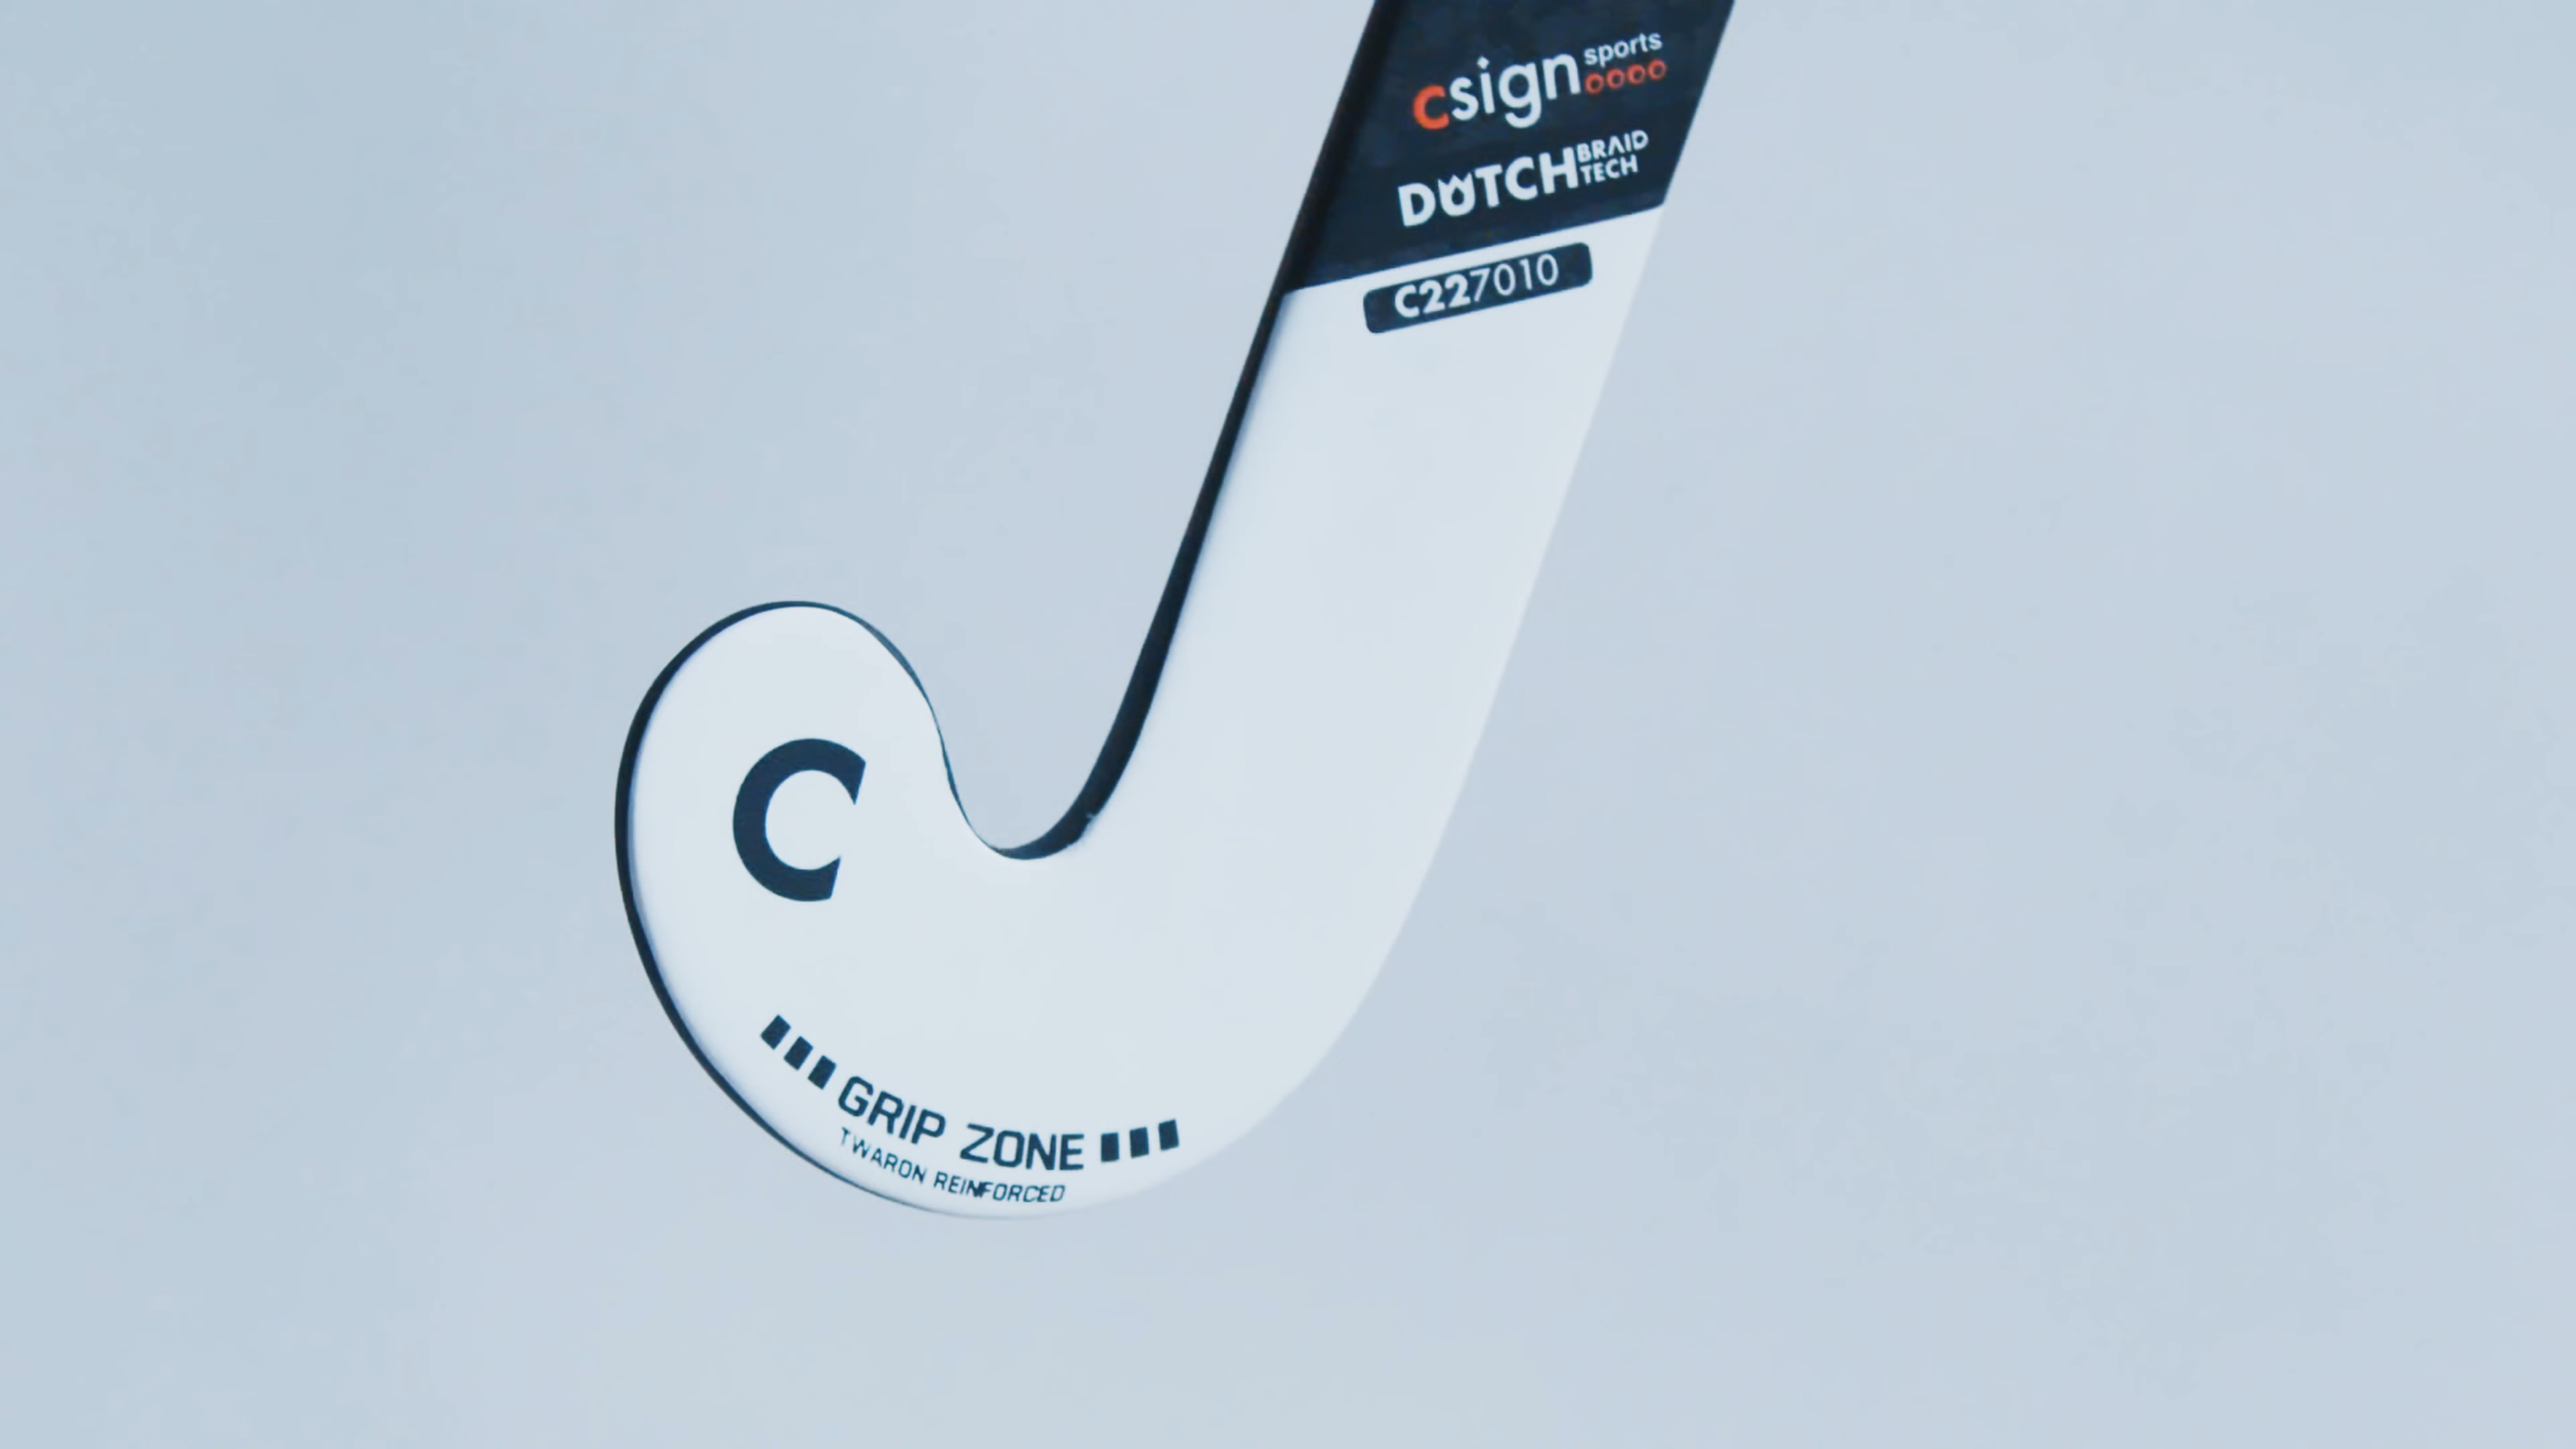 csign sports
DUTCH BRAID TECH
C227010
C
GRIP ZONE
TWARON REINFORCED